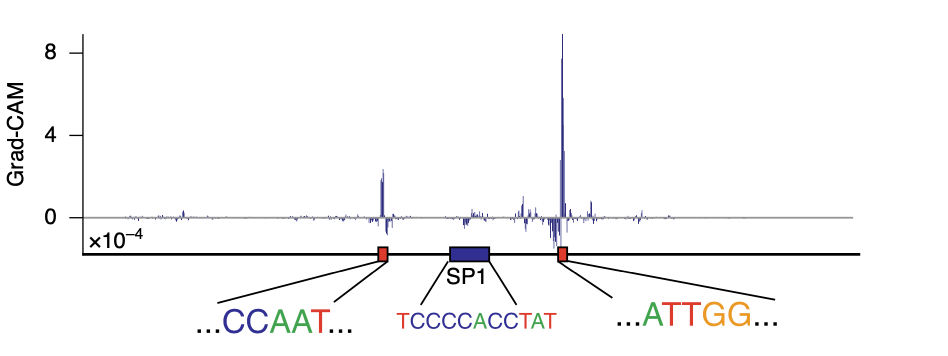 8
Grad-CAM
4
0
×10⁻⁴
SP1
...CCAAT...
TCCCCACCTAT
...ATTGG...